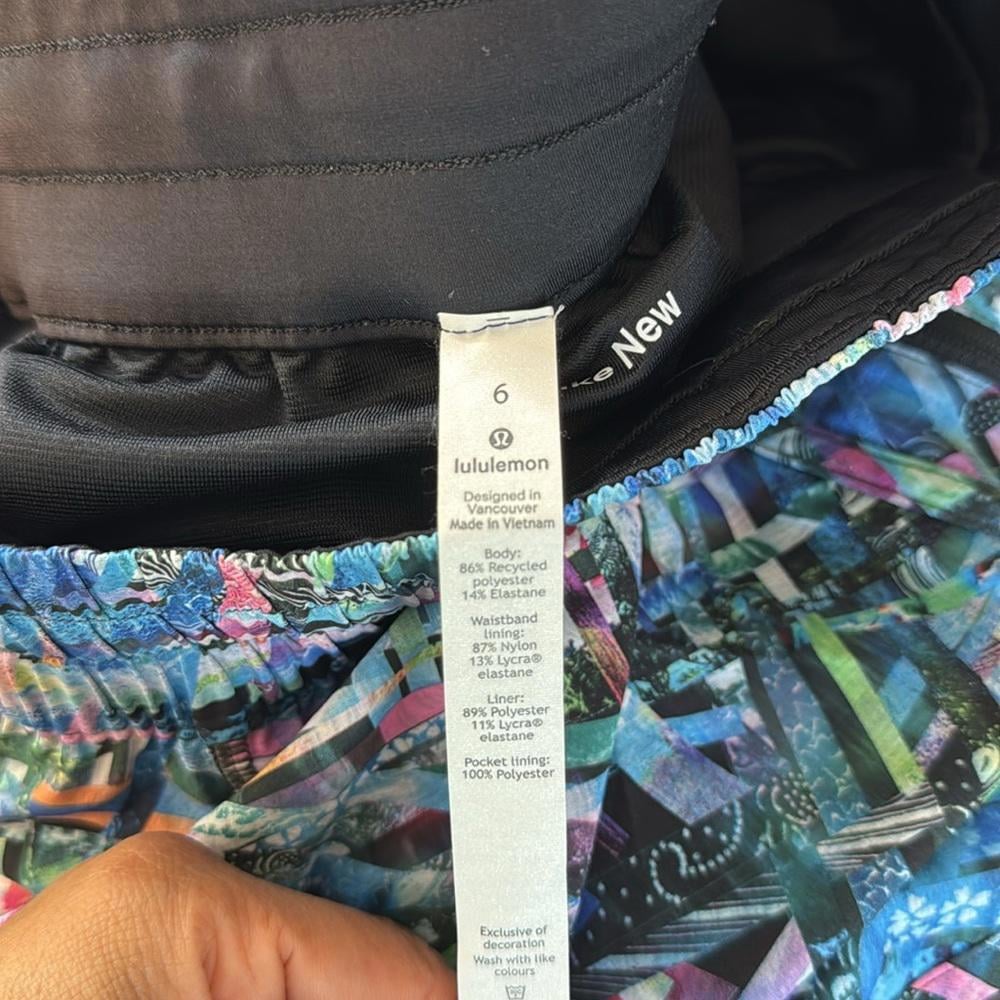 New
6
lululemon
Designed in
Vancouver
Made in Vietnam
Body:
86% Recycled
polyester
14% Elastane
Waistband
lining:
87% Nylon
13% Lycra®
elastane
Liner:
89% Polyester
11% Lycra®
elastane
Pocket lining:
100% Polyester
Exclusive of
decoration
Wash with like
colours